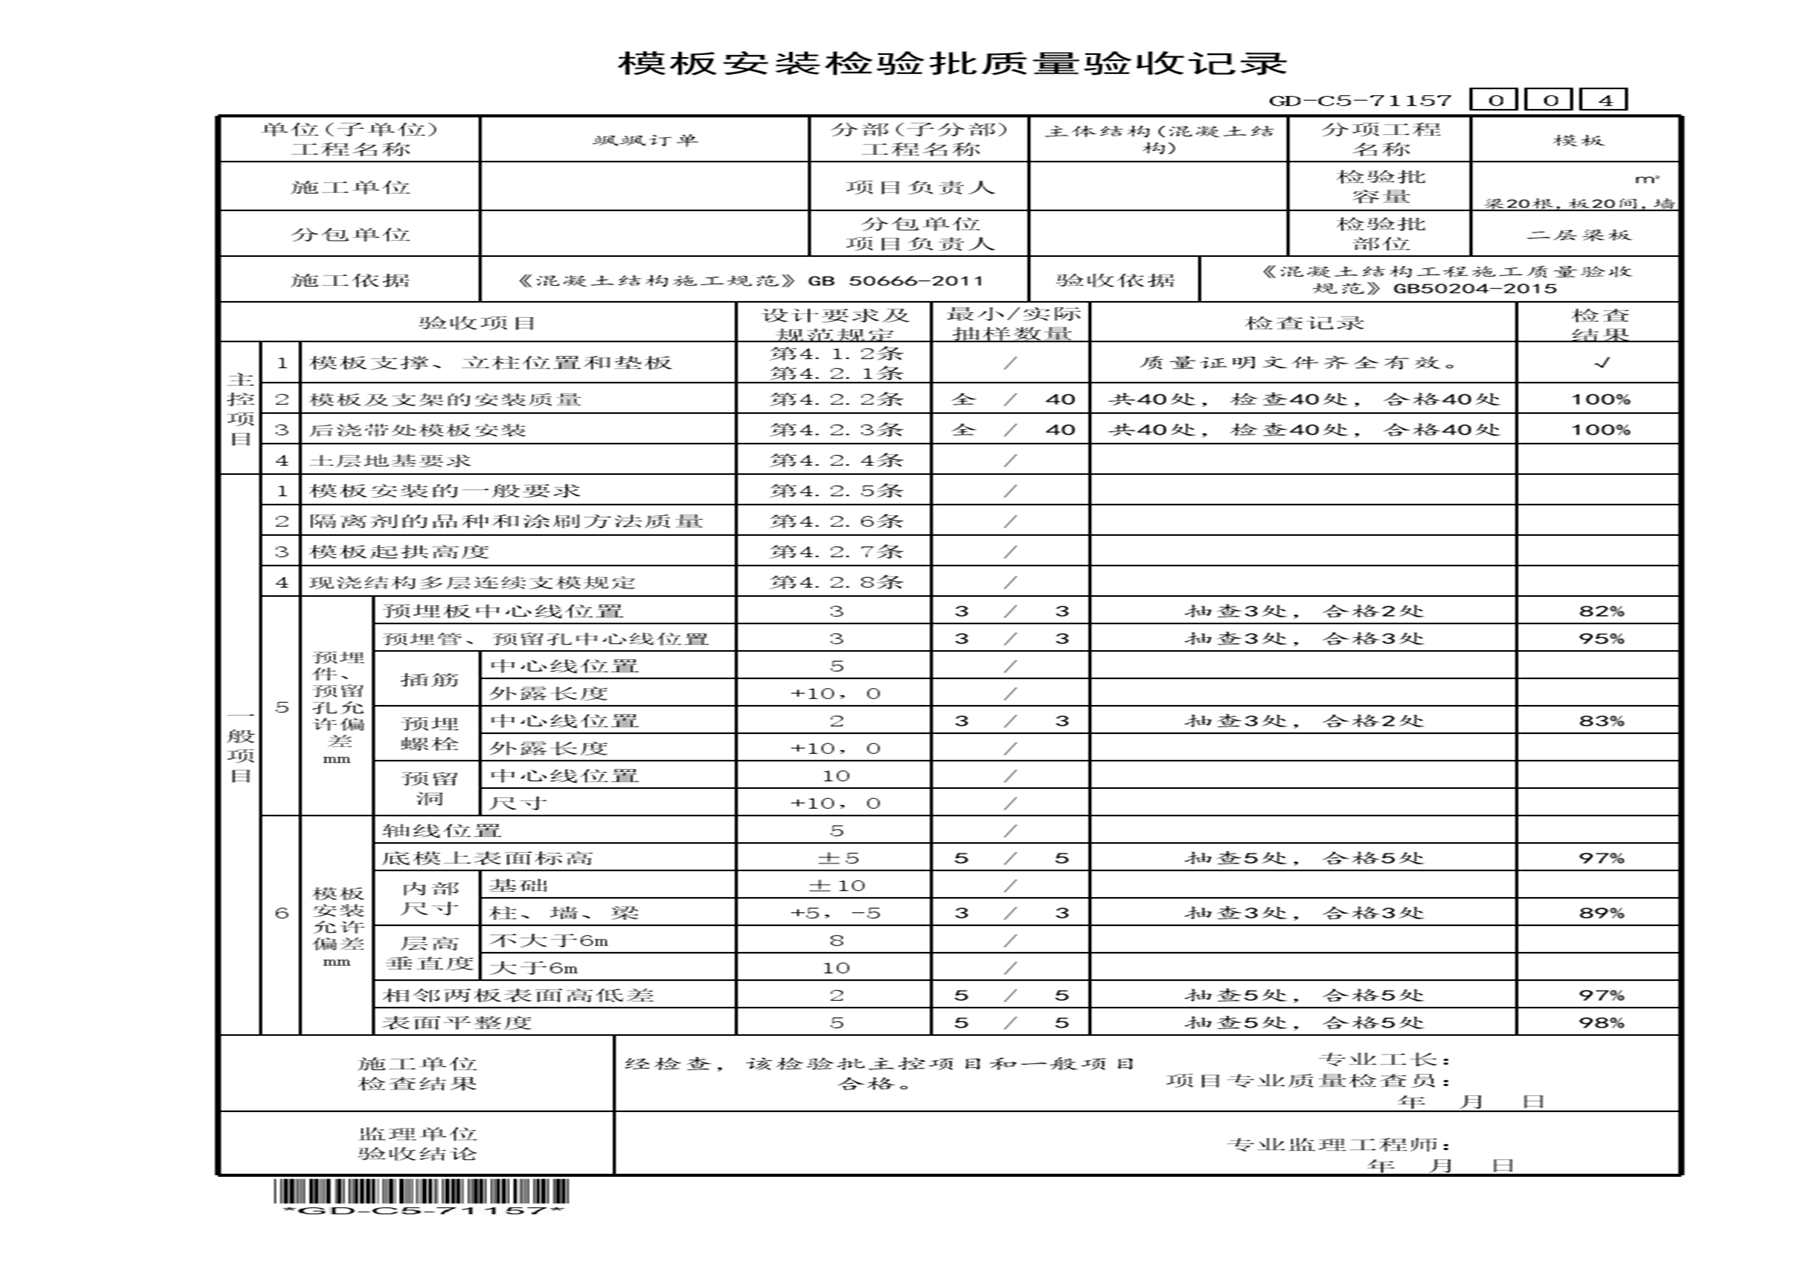 模板安装检验批质量验收记录
GD-C5-71157 0 0 4
单位(子单位)
工程名称
飒飒订单
分部(子分部)
工程名称
主体结构(混凝土结
构)
分项工程
名称
模板
施工单位
项目负责人
检验批
容量
㎡
梁20根,板20间,墙
分包单位
分包单位
项目负责人
检验批
部位
二层梁板
施工依据
《混凝土结构施工规范》GB 50666-2011
验收依据
《混凝土结构工程施工质量验收
规范》GB50204-2015
验收项目
设计要求及
规范规定
最小/实际
抽样数量
检查记录
检查
结果
主
控
项
目
1 模板支撑、立柱位置和垫板
第4.1.2条
第4.2.1条
/ 质量证明文件齐全有效。 √
2 模板及支架的安装质量 第4.2.2条 全 / 40 共40处，检查40处，合格40处 100%
3 后浇带处模板安装 第4.2.3条 全 / 40 共40处，检查40处，合格40处 100%
4 土层地基要求 第4.2.4条 /
一
般
项
目
1 模板安装的一般要求 第4.2.5条 /
2 隔离剂的品种和涂刷方法质量 第4.2.6条 /
3 模板起拱高度 第4.2.7条 /
4 现浇结构多层连续支模规定 第4.2.8条 /
5
预埋
件、
预留
孔允
许偏
差
mm
预埋板中心线位置 3 3 / 3 抽查3处，合格2处 82%
预埋管、预留孔中心线位置 3 3 / 3 抽查3处，合格3处 95%
插筋
中心线位置 5 /
外露长度 +10，0 /
预埋
螺栓
中心线位置 2 3 / 3 抽查3处，合格2处 83%
外露长度 +10，0 /
预留
洞
中心线位置 10 /
尺寸 +10，0 /
6
模板
安装
允许
偏差
mm
轴线位置 5 /
底模上表面标高 ±5 5 / 5 抽查5处，合格5处 97%
内部
尺寸
基础 ±10 /
柱、墙、梁 +5，-5 3 / 3 抽查3处，合格3处 89%
层高
垂直度
不大于6m 8 /
大于6m 10 /
相邻两板表面高低差 2 5 / 5 抽查5处，合格5处 97%
表面平整度 5 5 / 5 抽查5处，合格5处 98%
施工单位
检查结果
经检查，该检验批主控项目和一般项目
合格。
专业工长：
项目专业质量检查员：
年 月 日
监理单位
验收结论
专业监理工程师：
年 月 日
*GD-C5-71157*